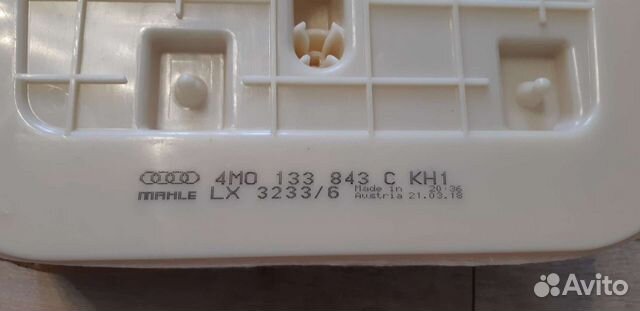 4M0 133 843 C KH1
MAHLE LX 3233/6 Made in 20:36
Austria 21.03.18
Avito